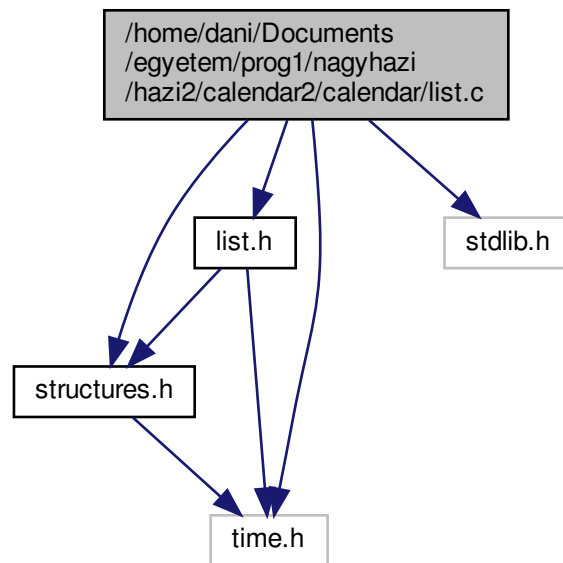 /home/dani/Documents
/egyetem/prog1/nagyhazi
/hazi2/calendar2/calendar/list.c
list.h
stdlib.h
structures.h
time.h